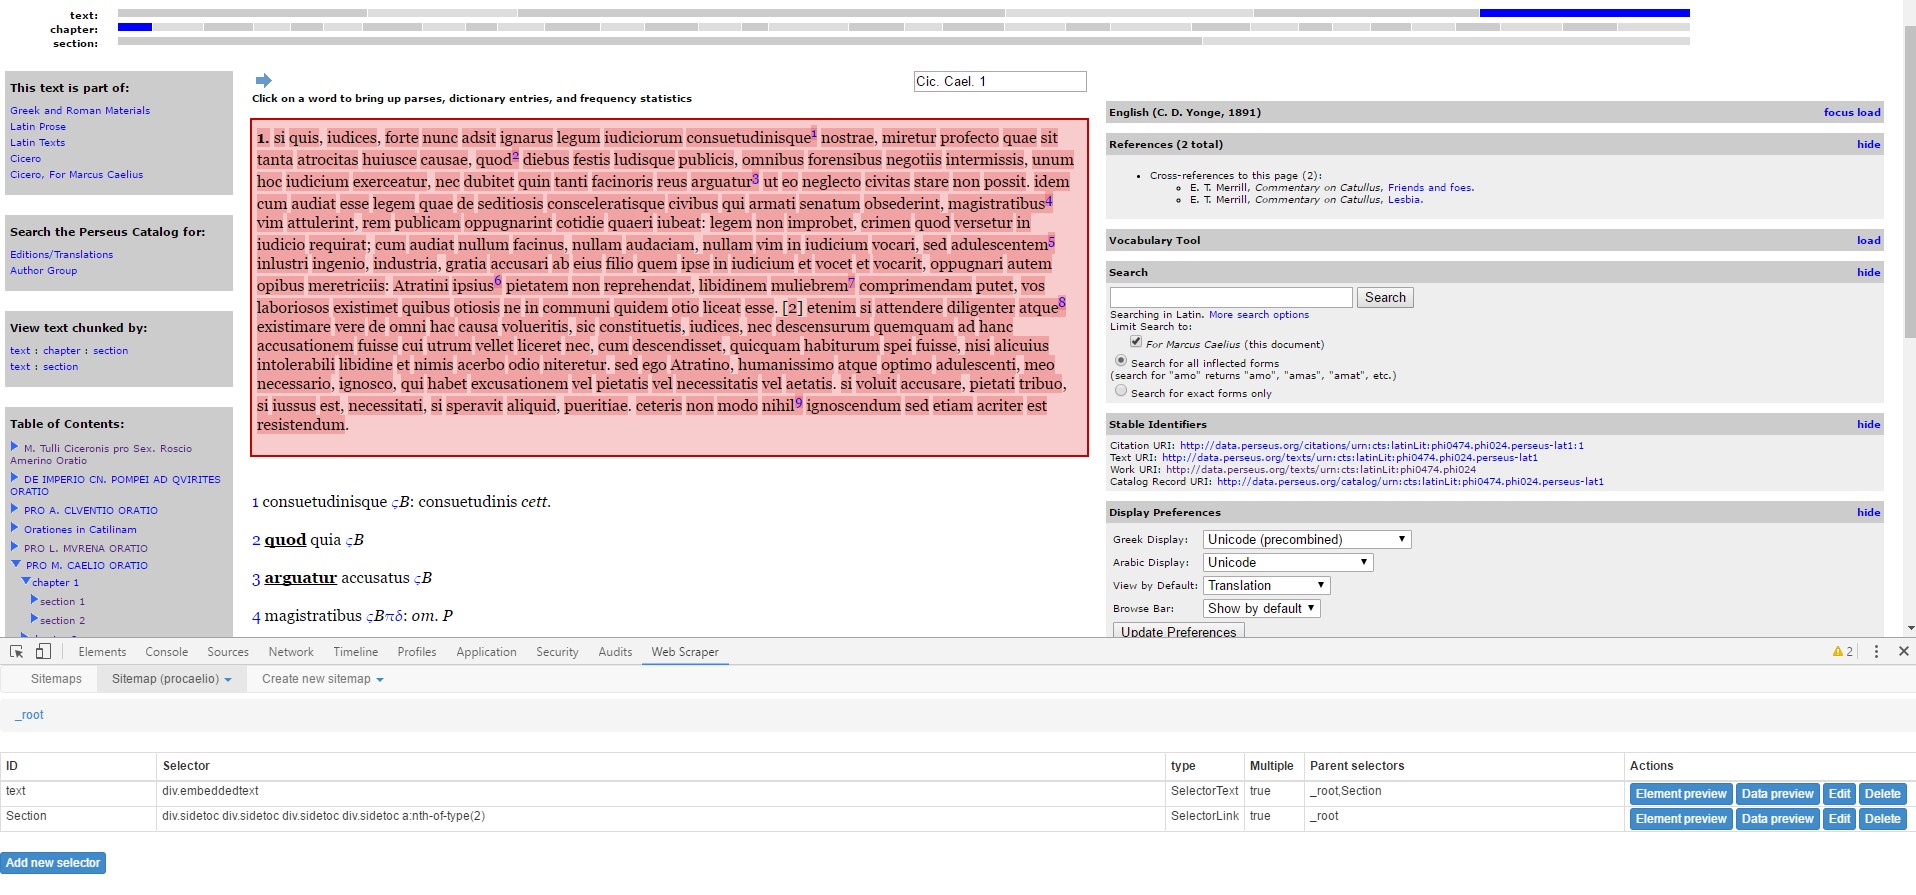 text:
chapter:
section:
This text is part of:
Greek and Roman Materials
Latin Prose
Latin Texts
Cicero
Cicero, For Marcus Caelius
Search the Perseus Catalog for:
Editions/Translations
Author Group
View text chunked by:
text : chapter : section
text : section
Table of Contents:
M. Tulli Ciceronis pro Sex. Roscio
Amerino Oratio
DE IMPERIO CN. POMPEI AD QVIRITES
ORATIO
PRO A. CLVENTIO ORATIO
Orationes in Catilinam
PRO L. MVRENA ORATIO
PRO M. CAELIO ORATIO
chapter 1
section 1
section 2
Cic. Cael. 1
Click on a word to bring up parses, dictionary entries, and frequency statistics
1. si quis, iudices, forte nunc adsit ignarus legum iudiciorum consuetudinisque1 nostrae, miretur profecto quae sit
tanta atrocitas huiusce causae, quod2 diebus festis ludisque publicis, omnibus forensibus negotiis intermissis, unum
hoc iudicium exerceatur, nec dubitet quin tanti facinoris reus arguatur3 ut eo neglecto civitas stare non possit. idem
cum audiat esse legem quae de seditiosis consceleratisque civibus qui armati senatum obsederint, magistratibus4
vim attulerint, rem publicam oppugnarint cotidie quaeri iubeat: legem non improbet, crimen quod versetur in
iudicio requirat; cum audiat nullum facinus, nullam audaciam, nullam vim in iudicium vocari, sed adulescentem5
inlustri ingenio, industria, gratia accusari ab eius filio quem ipse in iudicium et vocet et vocarit, oppugnari autem
opibus meretriciis: Atratini ipsius6 pietatem non reprehendat, libidinem muliebrem7 comprimendam putet, vos
laboriosos existimet quibus otiosis ne in communi quidem otio liceat esse. [2] etenim si attendere diligenter atque8
existimare vere de omni hac causa volueritis, sic constituetis, iudices, nec descensurum quemquam ad hanc
accusationem fuisse cui utrum vellet liceret nec, cum descendisset, quicquam habiturum spei fuisse, nisi alicuius
intolerabili libidine et nimis acerbo odio niteretur. sed ego Atratino, humanissimo atque optimo adulescenti, meo
necessario, ignosco, qui habet excusationem vel pietatis vel necessitatis vel aetatis. si voluit accusare, pietati tribuo,
si iussus est, necessitati, si speravit aliquid, pueritiae. ceteris non modo nihil9 ignoscendum sed etiam acriter est
resistendum.
1 consuetudinisque ςB: consuetudinis cett.
2 quod quia ςB
3 arguatur accusatus ςB
4 magistratibus ςBπδ: om. P
English (C. D. Yonge, 1891) focus load
References (2 total) hide
Cross-references to this page (2):
E. T. Merrill, Commentary on Catullus, Friends and foes.
E. T. Merrill, Commentary on Catullus, Lesbia.
Vocabulary Tool load
Search hide
Search
Searching in Latin. More search options
Limit Search to:
For Marcus Caelius (this document)
Search for all inflected forms
(search for "amo" returns "amo", "amas", "amat", etc.)
Search for exact forms only
Stable Identifiers hide
Citation URI: http://data.perseus.org/citations/urn:cts:latinLit:phi0474.phi024.perseus-lat1:1
Text URI: http://data.perseus.org/texts/urn:cts:latinLit:phi0474.phi024.perseus-lat1
Work URI: http://data.perseus.org/texts/urn:cts:latinLit:phi0474.phi024
Catalog Record URI: http://data.perseus.org/catalog/urn:cts:latinLit:phi0474.phi024.perseus-lat1
Display Preferences hide
Greek Display: Unicode (precombined)
Arabic Display: Unicode
View by Default: Translation
Browse Bar: Show by default
Update Preferences
Elements Console Sources Network Timeline Profiles Application Security Audits Web Scraper 2
Sitemaps Sitemap (procaelio) Create new sitemap
_root
ID Selector type Multiple Parent selectors Actions
text div.embeddedtext SelectorText true _root,Section Element preview Data preview Edit Delete
Section div.sidetoc div.sidetoc div.sidetoc div.sidetoc a:nth-of-type(2) SelectorLink true _root Element preview Data preview Edit Delete
Add new selector